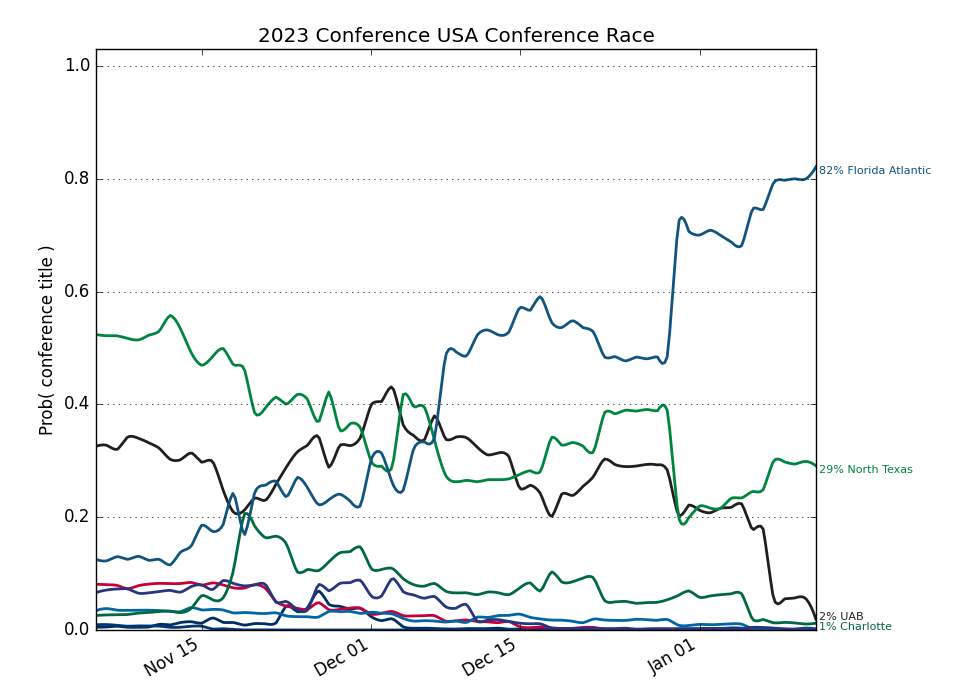 2023 Conference USA Conference Race
Prob( conference title )
1.0
0.8
0.6
0.4
0.2
0.0
Nov 15
Dec 01
Dec 15
Jan 01
82% Florida Atlantic
29% North Texas
2% UAB
1% Charlotte